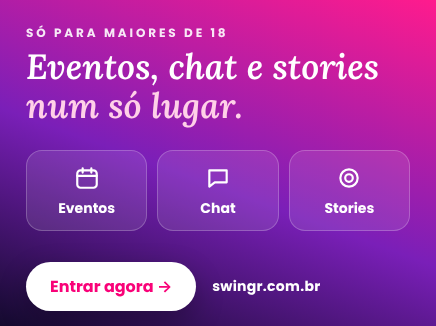 SÓ PARA MAIORES DE 18
Eventos, chat e stories
num só lugar.
Eventos
Chat
Stories
Entrar agora →
swingr.com.br